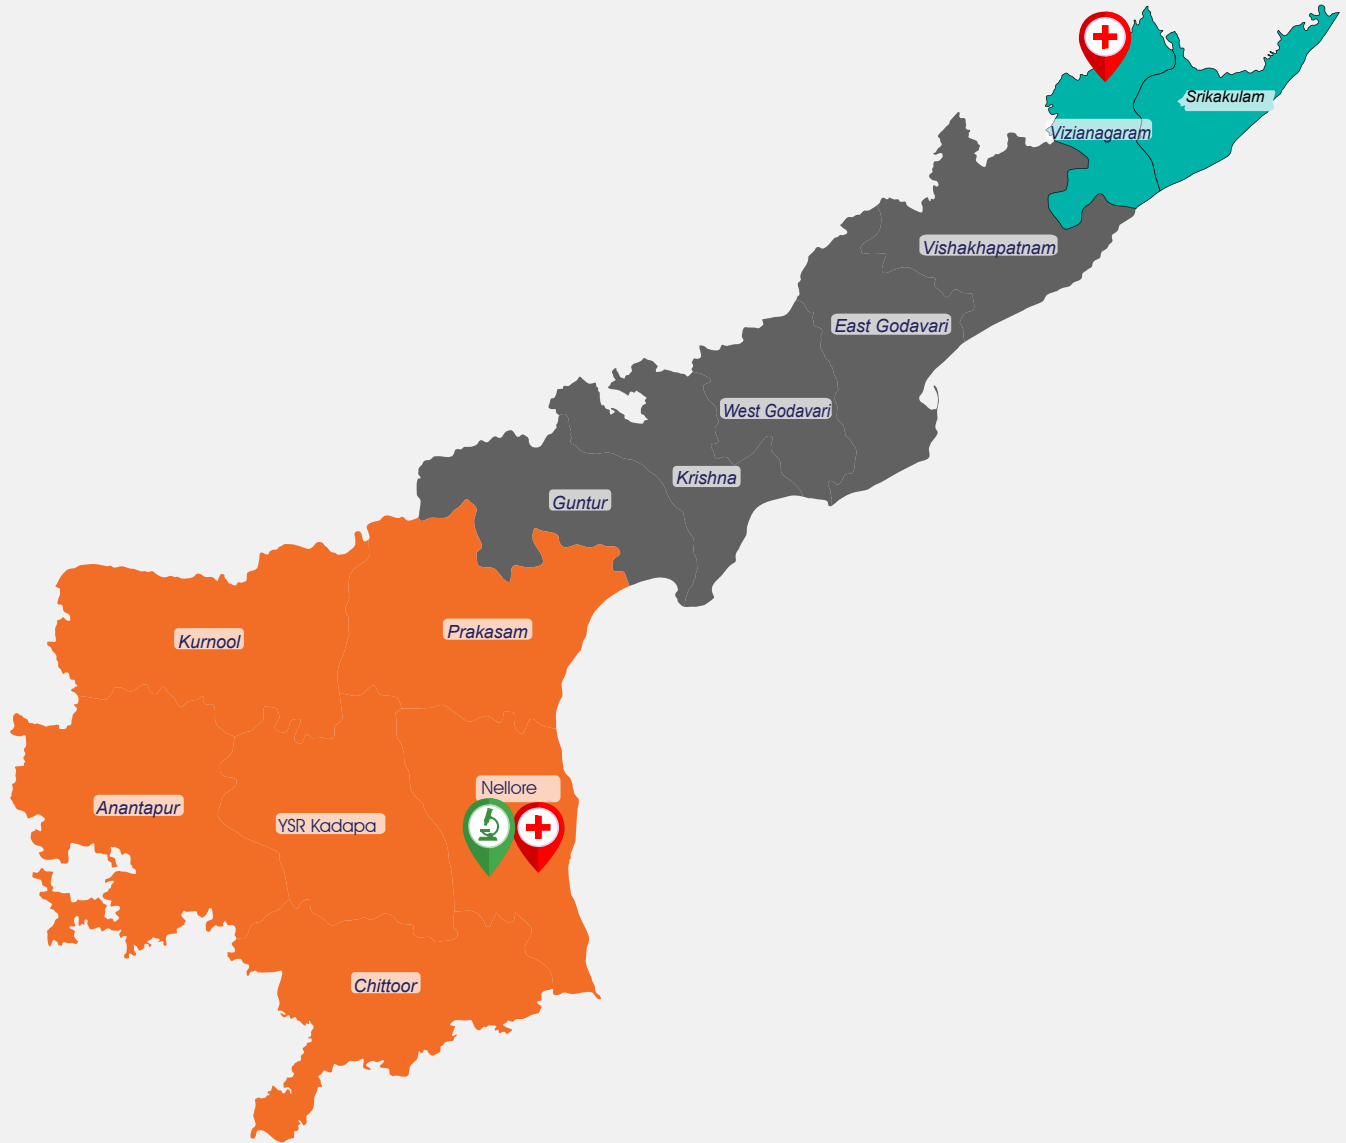 Srikakulam
Vizianagaram
Vishakhapatnam
East Godavari
West Godavari
Krishna
Guntur
Prakasam
Kurnool
Nellore
Anantapur
YSR Kadapa
Chittoor